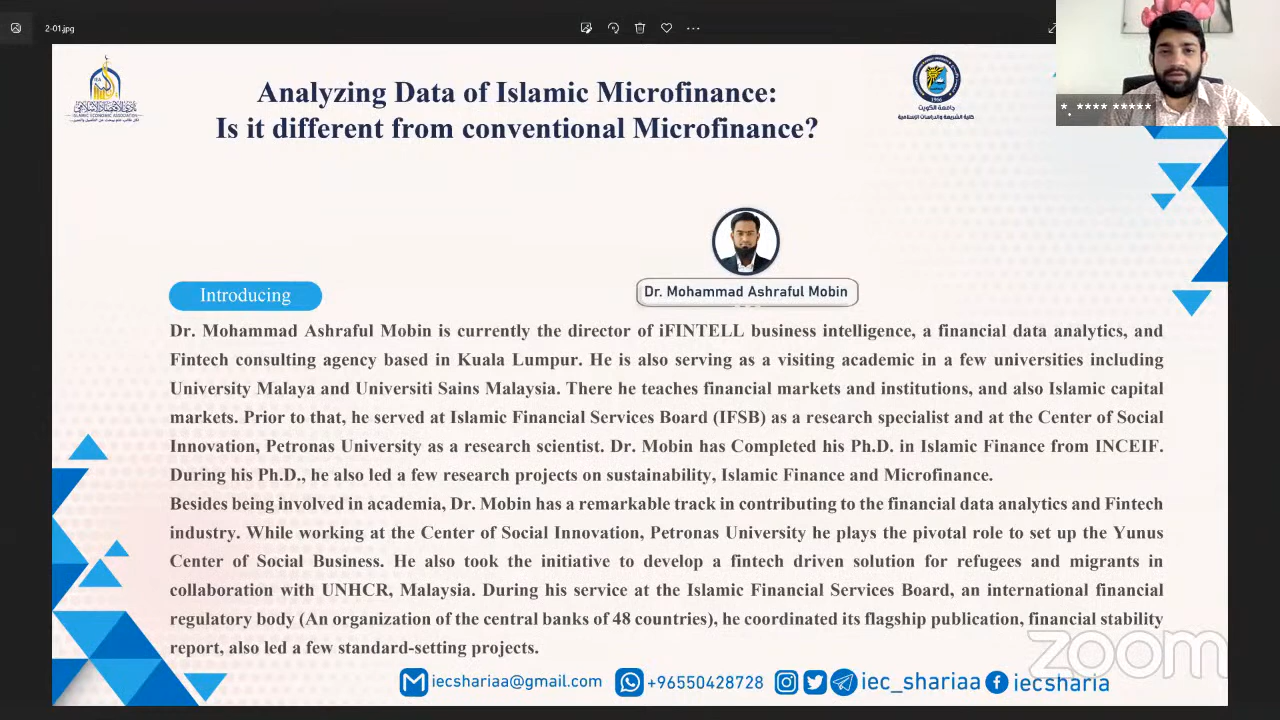 2-01.jpg
Analyzing Data of Islamic Microfinance:
Is it different from conventional Microfinance?
ISLAMIC ECONOMIC ASSOCIATION
1966
جامعة الكويت
كلية الشريعة والدراسات الإسلامية
* **** *****
Dr. Mohammad Ashraful Mobin
Introducing
Dr. Mohammad Ashraful Mobin is currently the director of iFINTELL business intelligence, a financial data analytics, and
Fintech consulting agency based in Kuala Lumpur. He is also serving as a visiting academic in a few universities including
University Malaya and Universiti Sains Malaysia. There he teaches financial markets and institutions, and also Islamic capital
markets. Prior to that, he served at Islamic Financial Services Board (IFSB) as a research specialist and at the Center of Social
Innovation, Petronas University as a research scientist. Dr. Mobin has Completed his Ph.D. in Islamic Finance from INCEIF.
During his Ph.D., he also led a few research projects on sustainability, Islamic Finance and Microfinance.
Besides being involved in academia, Dr. Mobin has a remarkable track in contributing to the financial data analytics and Fintech
industry. While working at the Center of Social Innovation, Petronas University he plays the pivotal role to set up the Yunus
Center of Social Business. He also took the initiative to develop a fintech driven solution for refugees and migrants in
collaboration with UNHCR, Malaysia. During his service at the Islamic Financial Services Board, an international financial
regulatory body (An organization of the central banks of 48 countries), he coordinated its flagship publication, financial stability
report, also led a few standard-setting projects.
zoom
iecshariaa@gmail.com +96550428728 iec_shariaa iecsharia